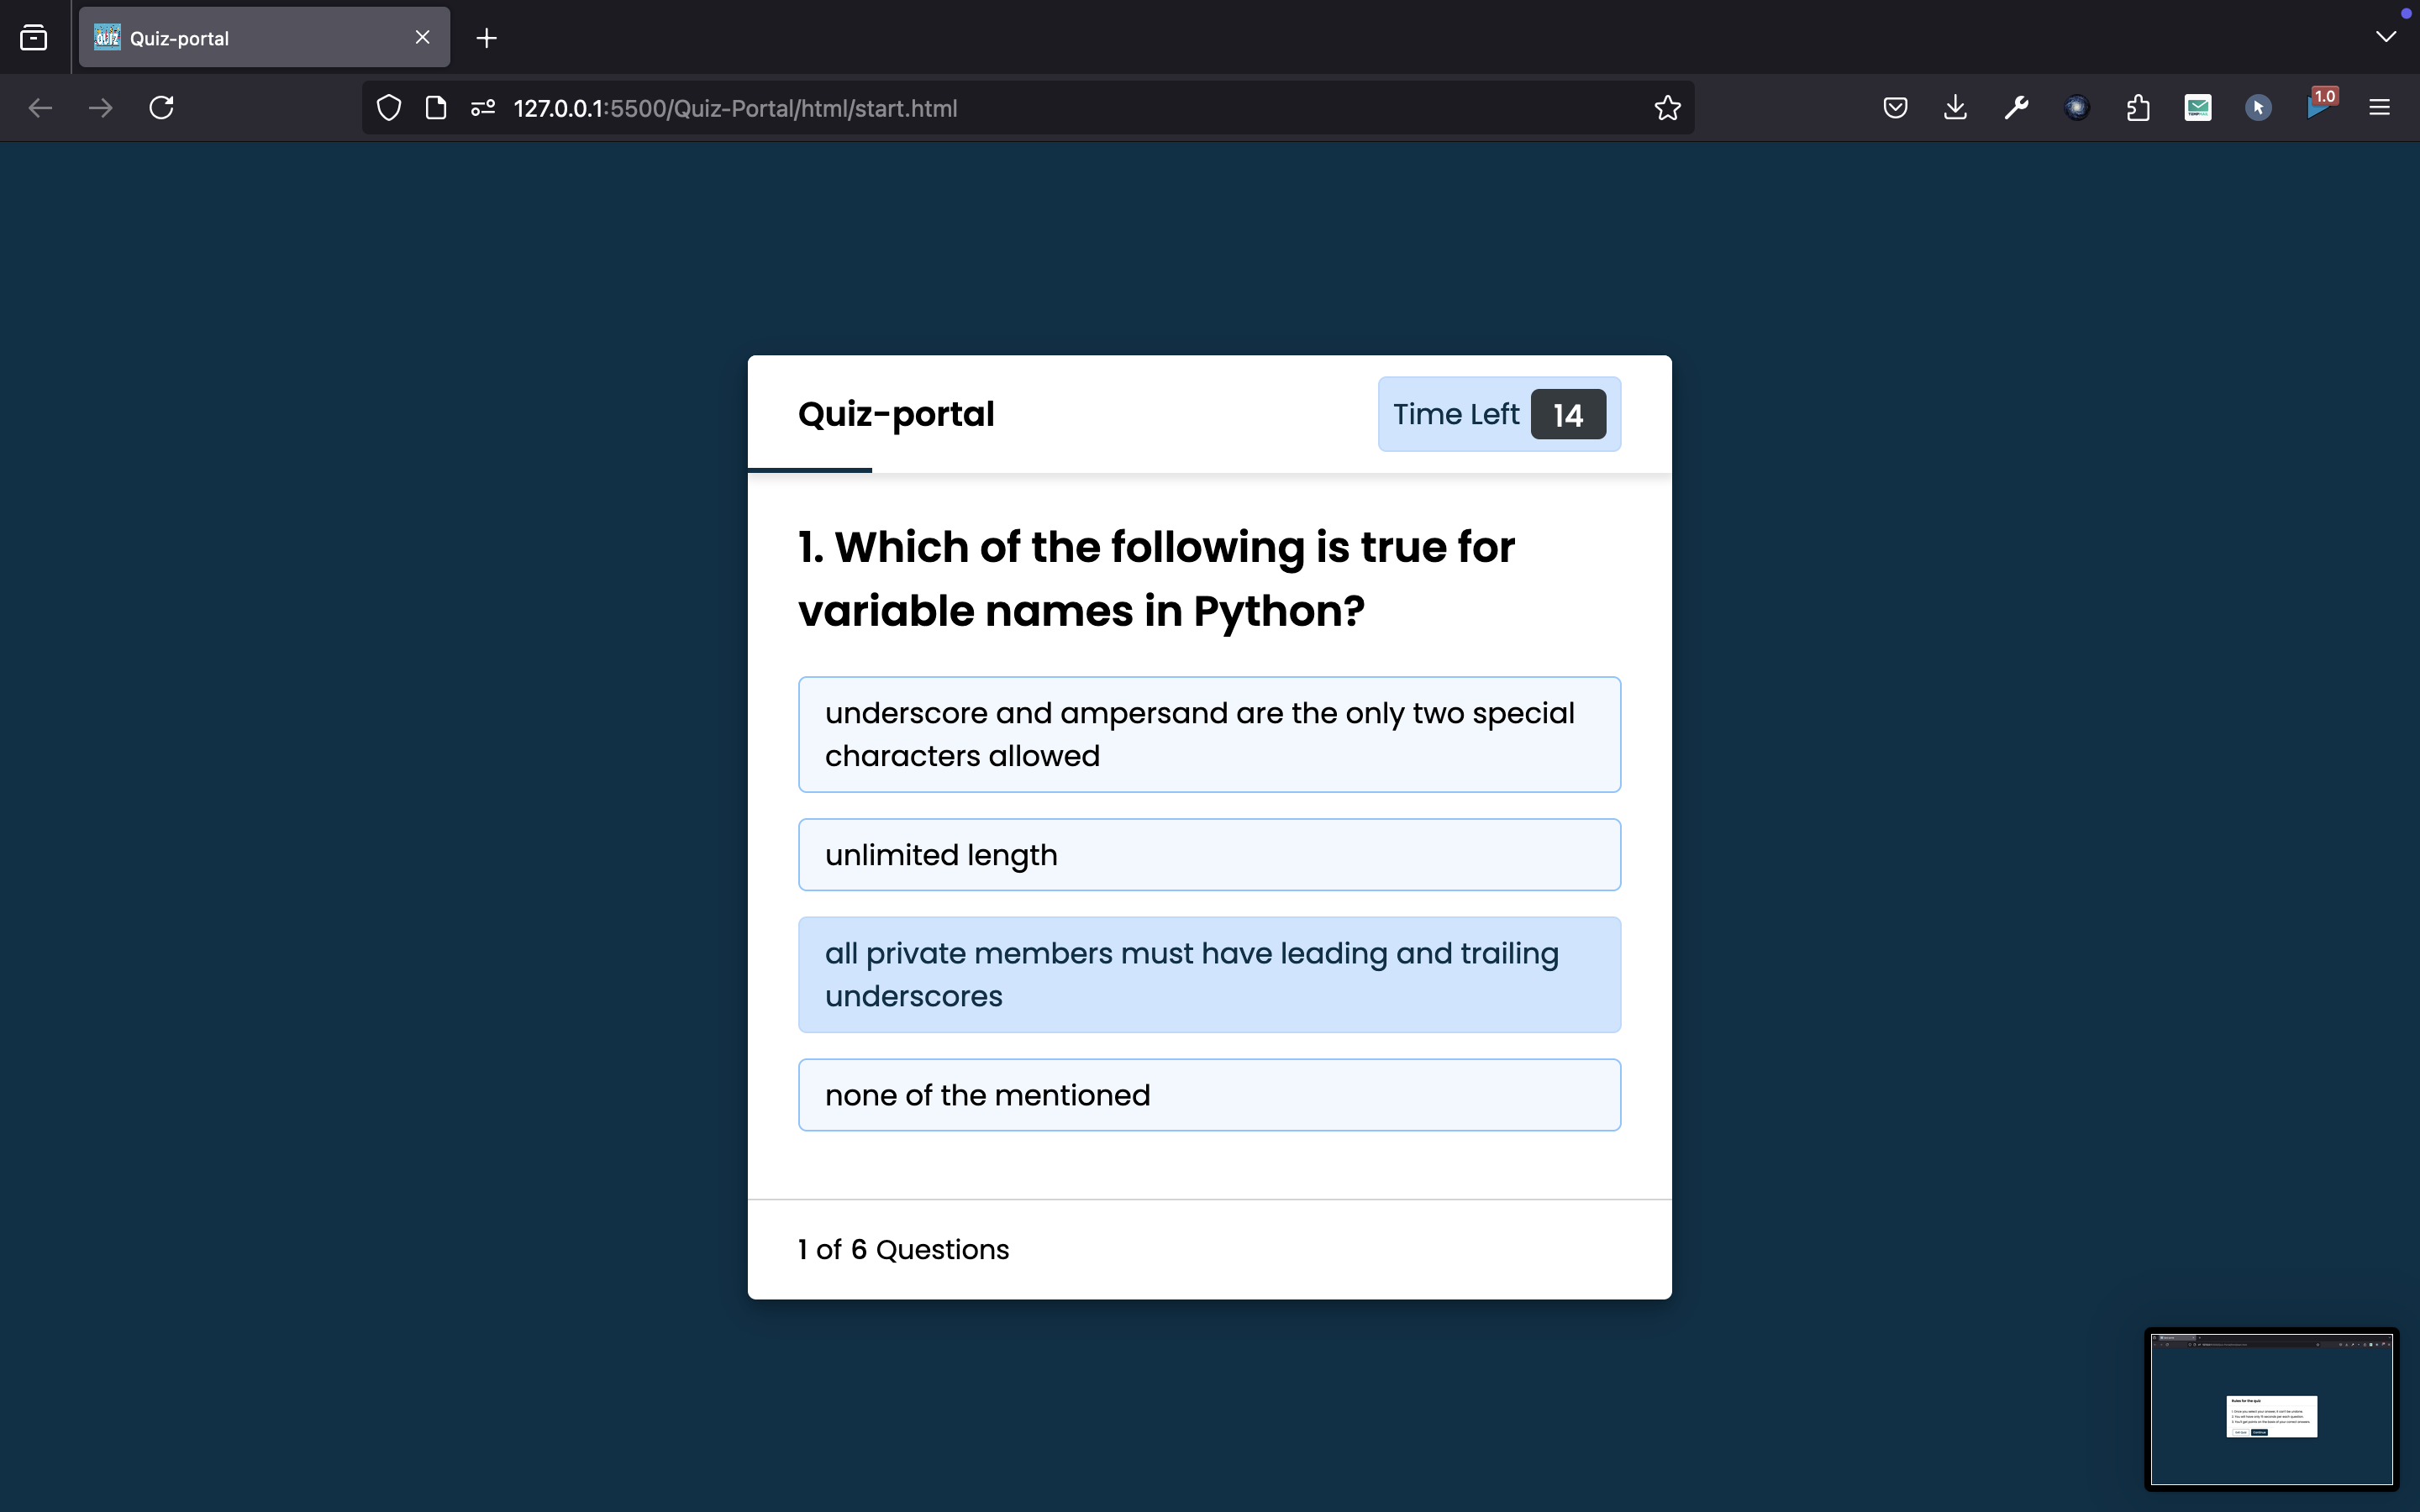 Quiz-portal
1.0
127.0.0.1:5500/Quiz-Portal/html/start.html
Quiz-portal
Time Left 14
1. Which of the following is true for
variable names in Python?
underscore and ampersand are the only two special
characters allowed
unlimited length
all private members must have leading and trailing
underscores
none of the mentioned
1 of 6 Questions